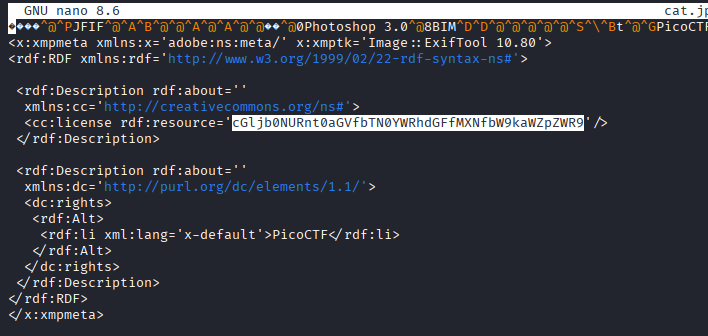 GNU nano 8.6 cat.jp
���^@^PJFIF^@^A^B^@^@^A^A^@^@��^@0Photoshop 3.0^@8BIM^D^D^@^@^@^@^@^S^\^Bt^@^GPicoCTF
<x:xmpmeta xmlns:x='adobe:ns:meta/' x:xmptk='Image::ExifTool 10.80'>
<rdf:RDF xmlns:rdf='http://www.w3.org/1999/02/22-rdf-syntax-ns#'>
<rdf:Description rdf:about=''
xmlns:cc='http://creativecommons.org/ns#'>
<cc:license rdf:resource='cGljb0NURnt0aGVfbTN0YWRhdGFfMXNfbW9kaWZpZWR9'/>
</rdf:Description>
<rdf:Description rdf:about=''
xmlns:dc='http://purl.org/dc/elements/1.1/'>
<dc:rights>
<rdf:Alt>
<rdf:li xml:lang='x-default'>PicoCTF</rdf:li>
</rdf:Alt>
</dc:rights>
</rdf:Description>
</rdf:RDF>
</x:xmpmeta>